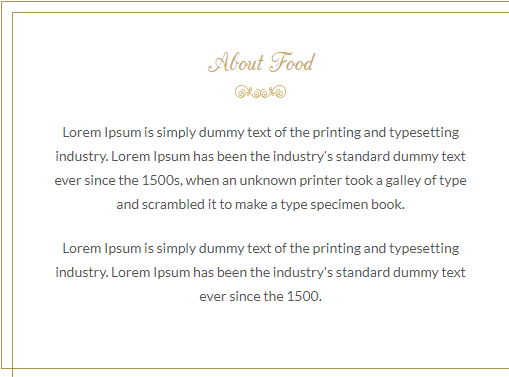 About Food
Lorem Ipsum is simply dummy text of the printing and typesetting
industry. Lorem Ipsum has been the industry's standard dummy text
ever since the 1500s, when an unknown printer took a galley of type
and scrambled it to make a type specimen book.
Lorem Ipsum is simply dummy text of the printing and typesetting
industry. Lorem Ipsum has been the industry's standard dummy text
ever since the 1500.